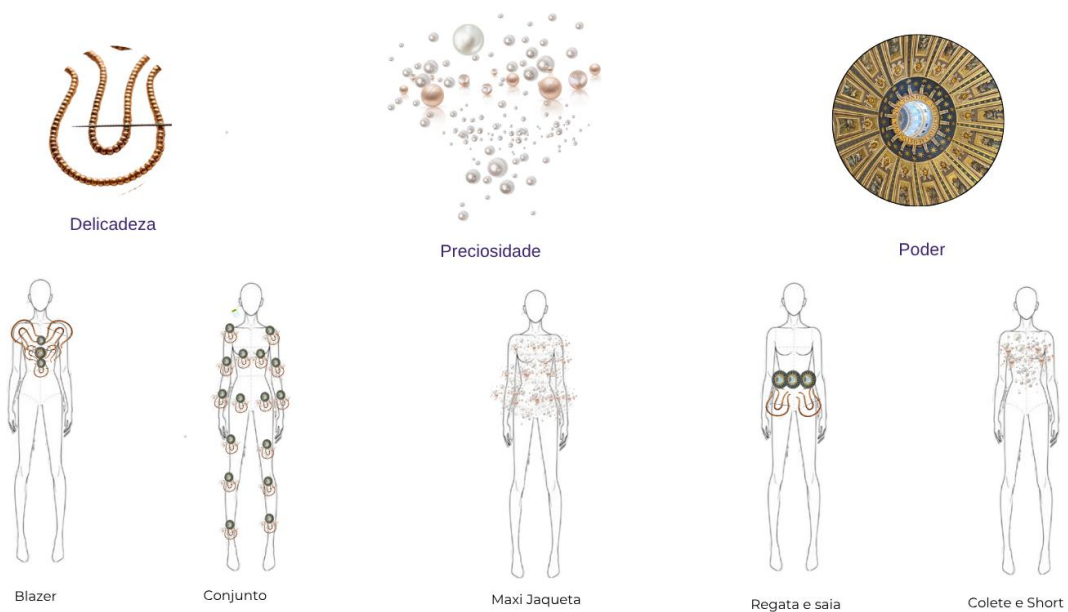 Delicadeza
Preciosidade
Poder
Blazer
Conjunto
Maxi Jaqueta
Regata e saia
Colete e Short